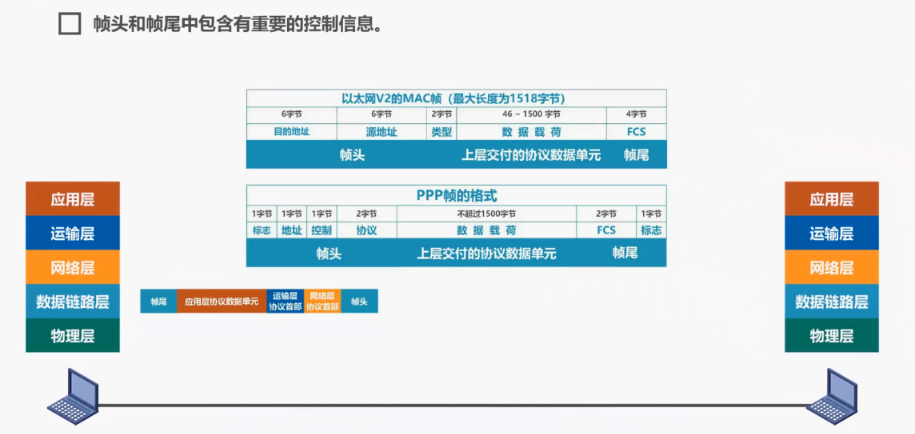 帧头和帧尾中包含有重要的控制信息。
以太网V2的MAC帧（最大长度为1518字节）
6字节 6字节 2字节 46 ~ 1500 字节 4字节
目的地址 源地址 类型 数 据 载 荷 FCS
帧头 上层交付的协议数据单元 帧尾
PPP帧的格式
1字节 1字节 1字节 2字节 不超过1500字节 2字节 1字节
标志 地址 控制 协议 数 据 载 荷 FCS 标志
帧头 上层交付的协议数据单元 帧尾
应用层
运输层
网络层
数据链路层
物理层
帧尾 应用层协议数据单元 运输层协议首部 网络层协议首部 帧头
应用层
运输层
网络层
数据链路层
物理层